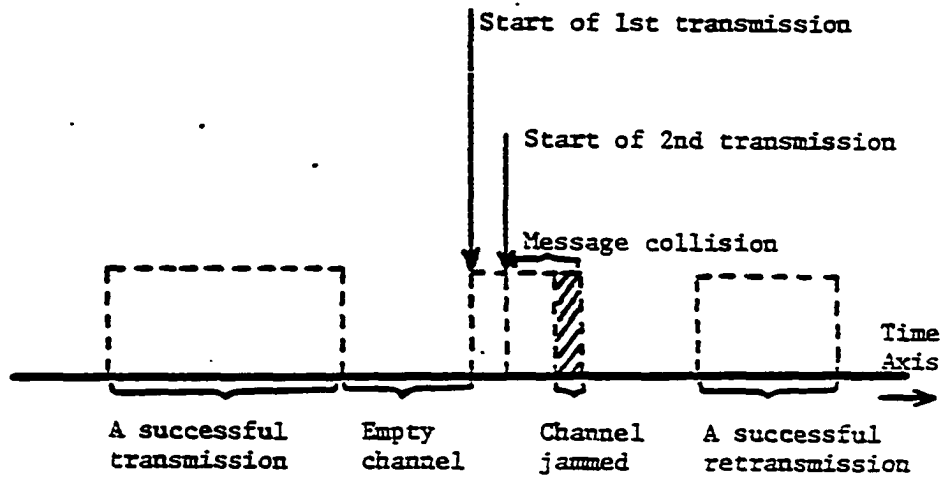 Start of 1st transmission
Start of 2nd transmission
Message collision
Time
Axis
A successful
transmission
Empty
channel
Channel
jammed
A successful
retransmission